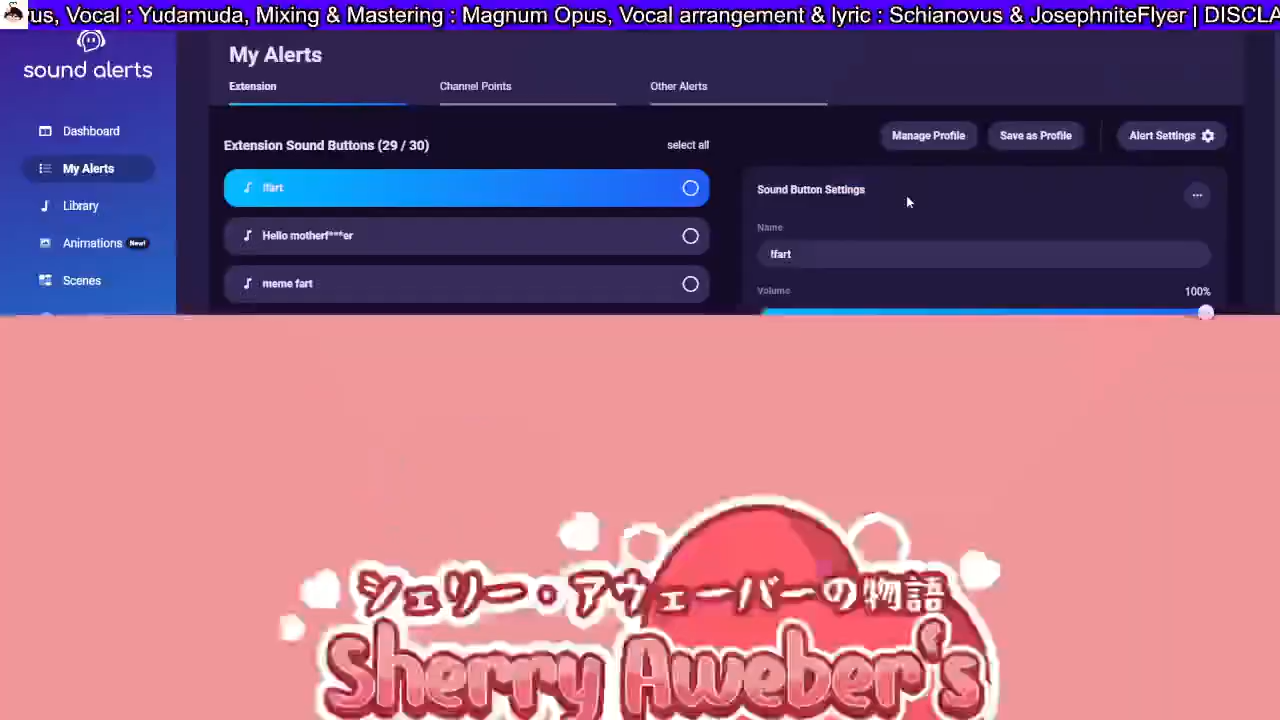 us, Vocal : Yudamuda, Mixing & Mastering : Magnum Opus, Vocal arrangement & lyric : Schianovus & JosephniteFlyer | DISCLA
sound alerts
Dashboard
My Alerts
Library
Animations New!
Scenes
My Alerts
Extension
Channel Points
Other Alerts
Extension Sound Buttons (29 / 30)
select all
!fart
Hello motherf***er
meme fart
Manage Profile
Save as Profile
Alert Settings
Sound Button Settings
Name
!fart
Volume
100%
シェリー・アウェーバーの物語
Sherry Aweber's